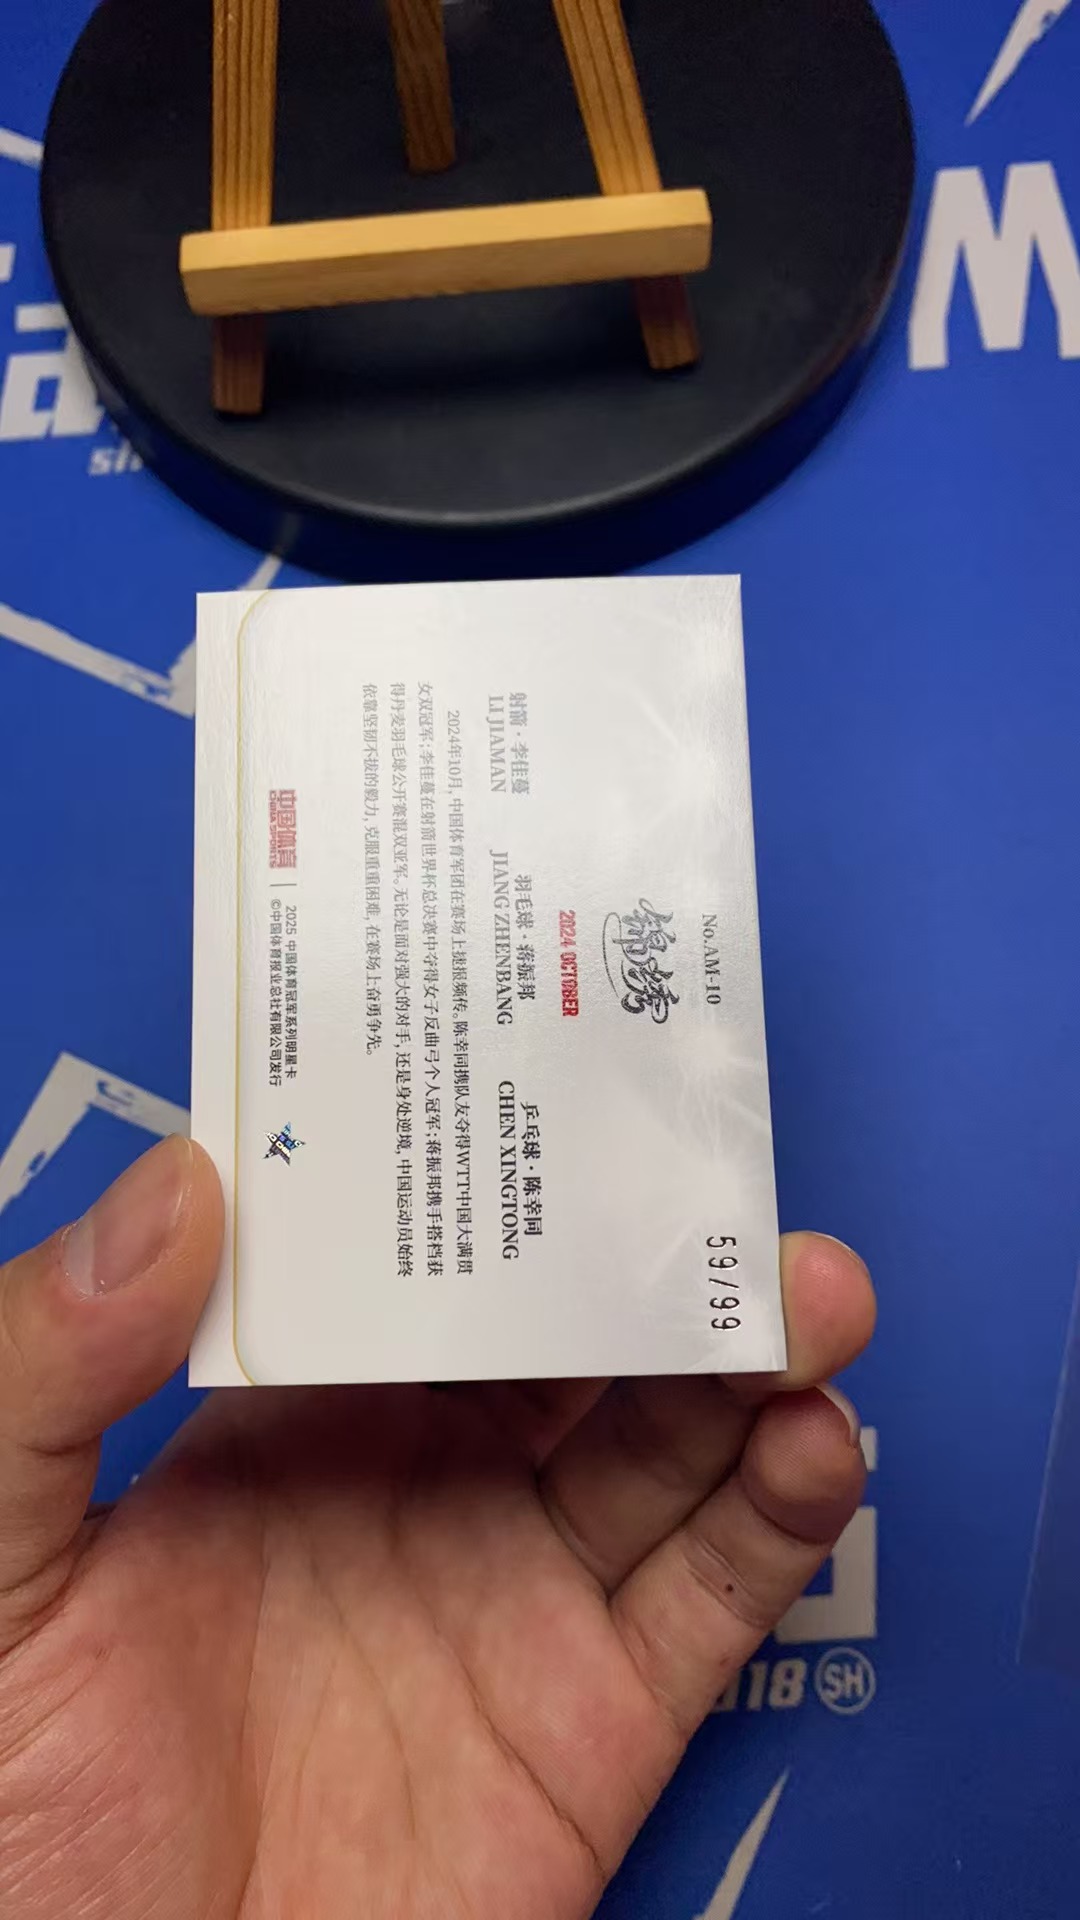 No.AM-10
59/99
锦绣
2024 OCTOBER
射箭·李佳蔓
LI JIAMAN
羽毛球·蒋振邦
JIANG ZHENBANG
乒乓球·陈幸同
CHEN XINGTONG
2024年10月,中国体育军团在赛场上捷报频传。陈幸同携队友夺得WTT中国大满贯
女双冠军;李佳蔓在射箭世界杯总决赛中夺得女子反曲弓个人冠军;蒋振邦携手搭档获
得丹麦羽毛球公开赛混双亚军。无论是面对强大的对手,还是身处逆境,中国运动员始终
依靠坚韧不拔的毅力,克服重重困难,在赛场上奋勇争先。
中国体育
CHINA SPORTS
2025 中国体育冠军系列明星卡
©中国体育报业总社有限公司发行
W
SH